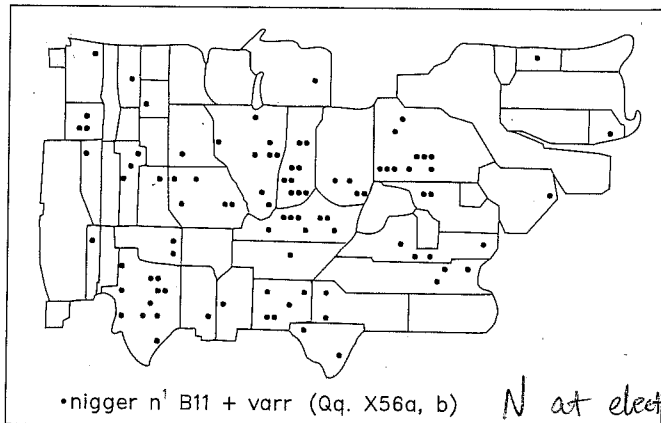 •nigger n¹ B11 + varr (Qq. X56a, b) N at elect